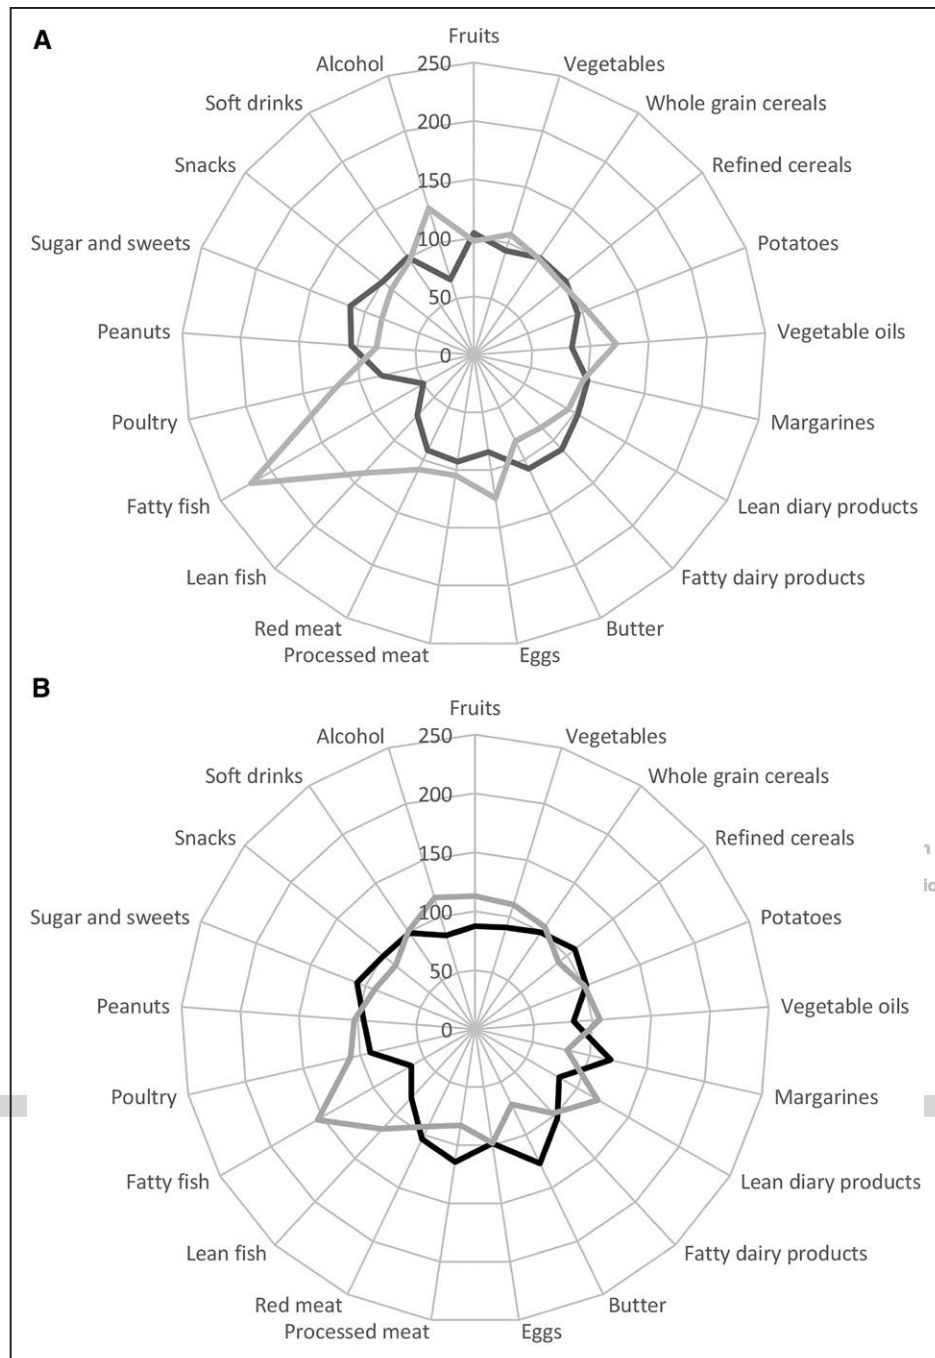 A
Fruits
250
Alcohol
Vegetables
Soft drinks
Whole grain cereals
200
Snacks
Refined cereals
150
Sugar and sweets
100
Potatoes
50
Peanuts
Vegetable oils
0
Poultry
Margarines
Fatty fish
Lean diary products
Lean fish
Fatty dairy products
Red meat
Butter
Processed meat
Eggs
B
Fruits
250
Alcohol
Vegetables
Soft drinks
Whole grain cereals
200
Snacks
Refined cereals
150
Sugar and sweets
100
Potatoes
50
Peanuts
Vegetable oils
0
Poultry
Margarines
Fatty fish
Lean diary products
Lean fish
Fatty dairy products
Red meat
Butter
Processed meat
Eggs